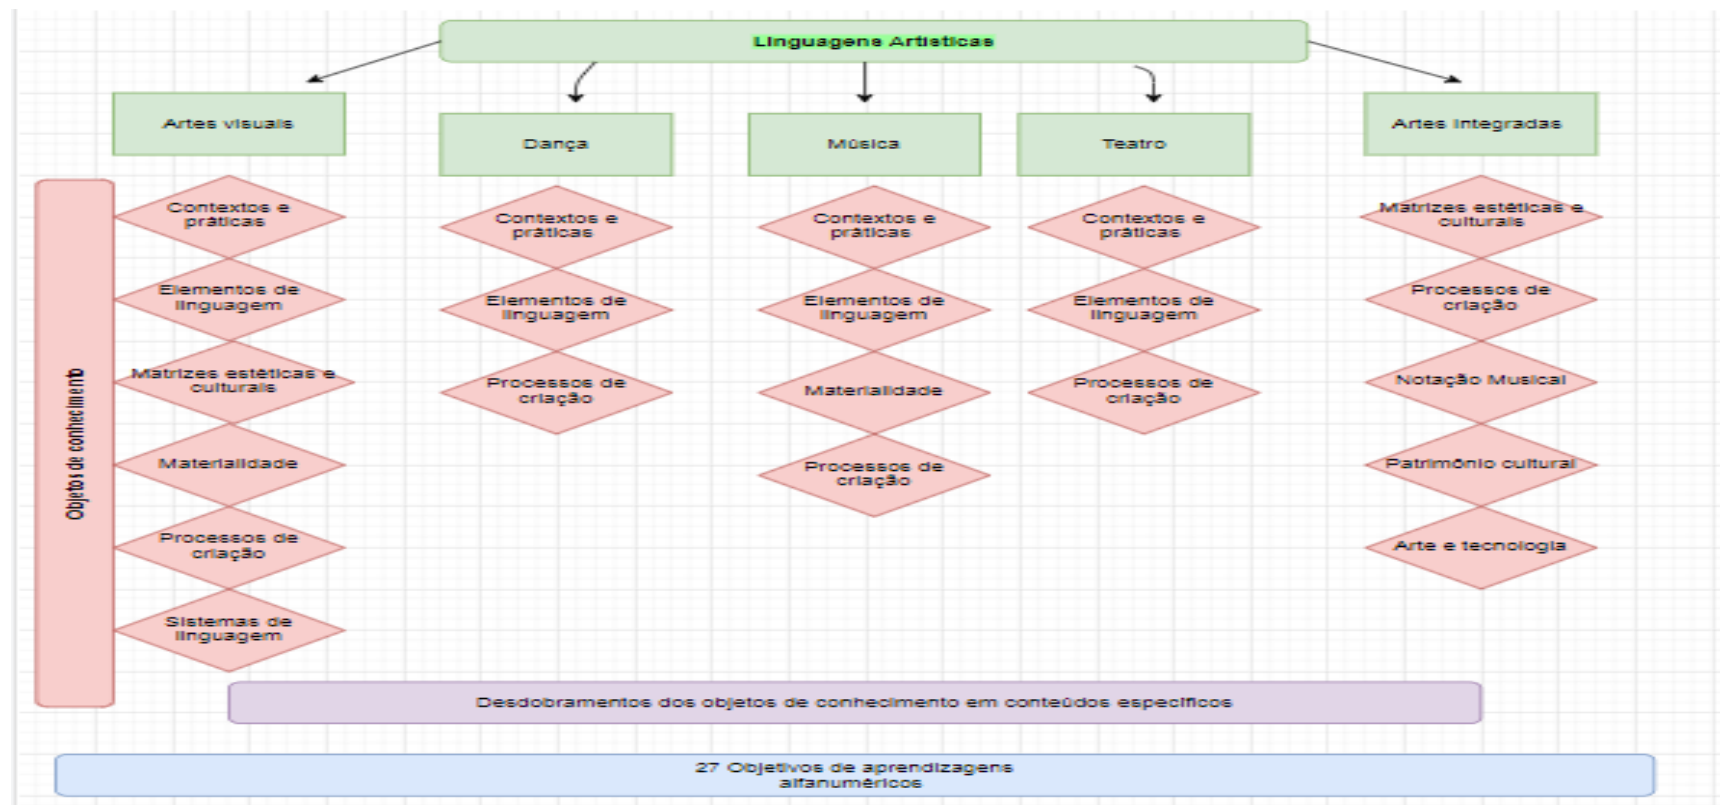 Linguagens Artísticas
Artes visuais
Dança
Música
Teatro
Artes Integradas
Objetos de conhecimento
Contextos e
práticas
Elementos de
linguagem
Matrizes estéticas e
culturais
Materialidade
Processos de
criação
Sistemas de
linguagem
Contextos e
práticas
Elementos de
linguagem
Processos de
criação
Contextos e
práticas
Elementos de
linguagem
Materialidade
Processos de
criação
Contextos e
práticas
Elementos de
linguagem
Processos de
criação
Matrizes estéticas e
culturais
Processos de
criação
Notação Musical
Patrimônio cultural
Arte e tecnologia
Desdobramentos dos objetos de conhecimento em conteúdos específicos
27 Objetivos de aprendizagens
alfanuméricos